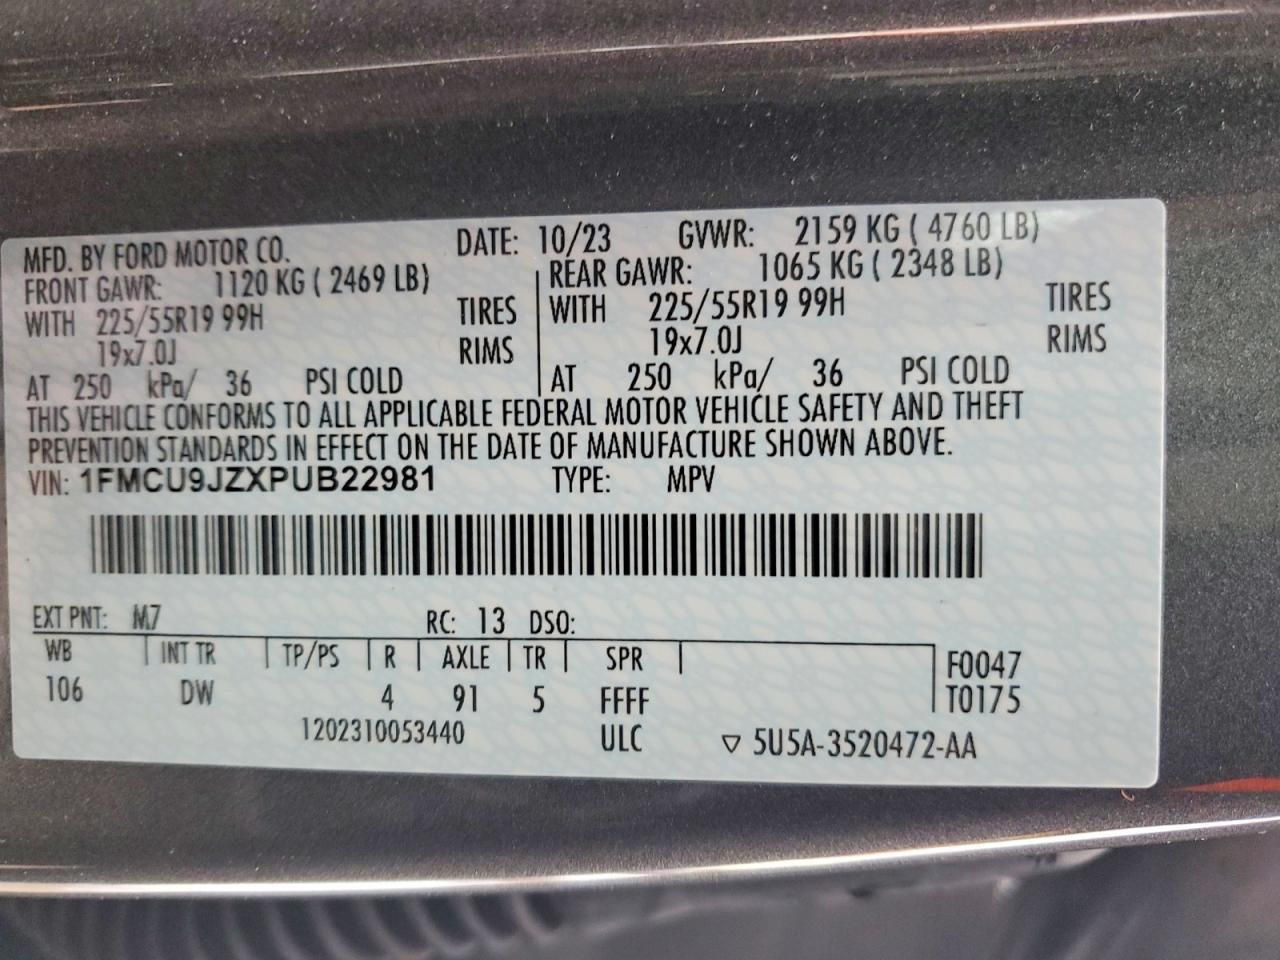 MFD. BY FORD MOTOR CO. DATE: 10/23 GVWR: 2159 KG ( 4760 LB)
FRONT GAWR: 1120 KG ( 2469 LB) REAR GAWR: 1065 KG ( 2348 LB)
WITH 225/55R19 99H TIRES WITH 225/55R19 99H TIRES
19x7.0J RIMS 19x7.0J RIMS
AT 250 kPa/ 36 PSI COLD AT 250 kPa/ 36 PSI COLD
THIS VEHICLE CONFORMS TO ALL APPLICABLE FEDERAL MOTOR VEHICLE SAFETY AND THEFT
PREVENTION STANDARDS IN EFFECT ON THE DATE OF MANUFACTURE SHOWN ABOVE.
VIN: 1FMCU9JZXPUB22981 TYPE: MPV
EXT PNT: M7 RC: 13 DSO:
WB INT TR TP/PS R AXLE TR SPR F0047
106 DW 4 91 5 FFFF T0175
1202310053440 ULC ▽ 5U5A-3520472-AA